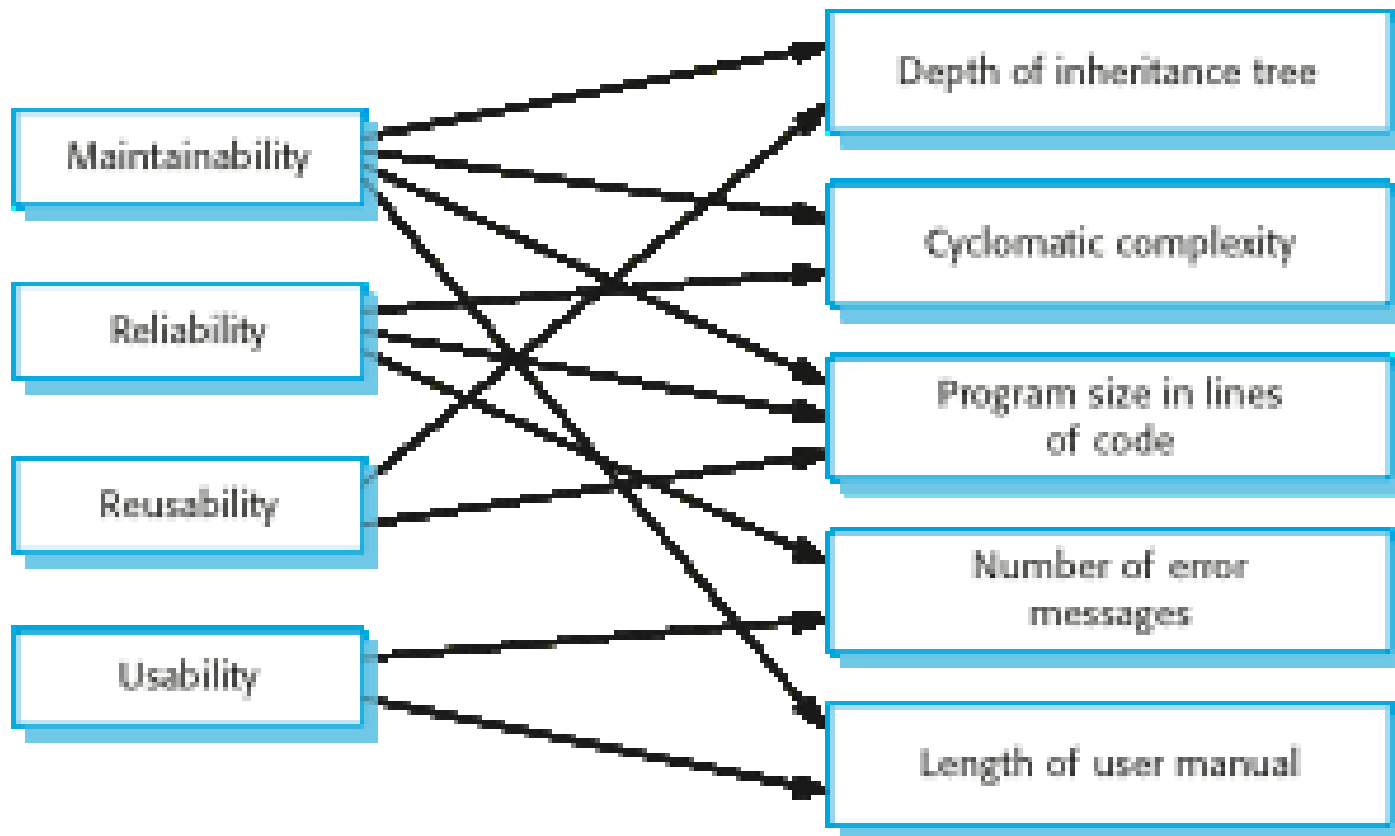 Maintainability
Reliability
Reusability
Usability
Depth of inheritance tree
Cyclomatic complexity
Program size in lines
of code
Number of error
messages
Length of user manual